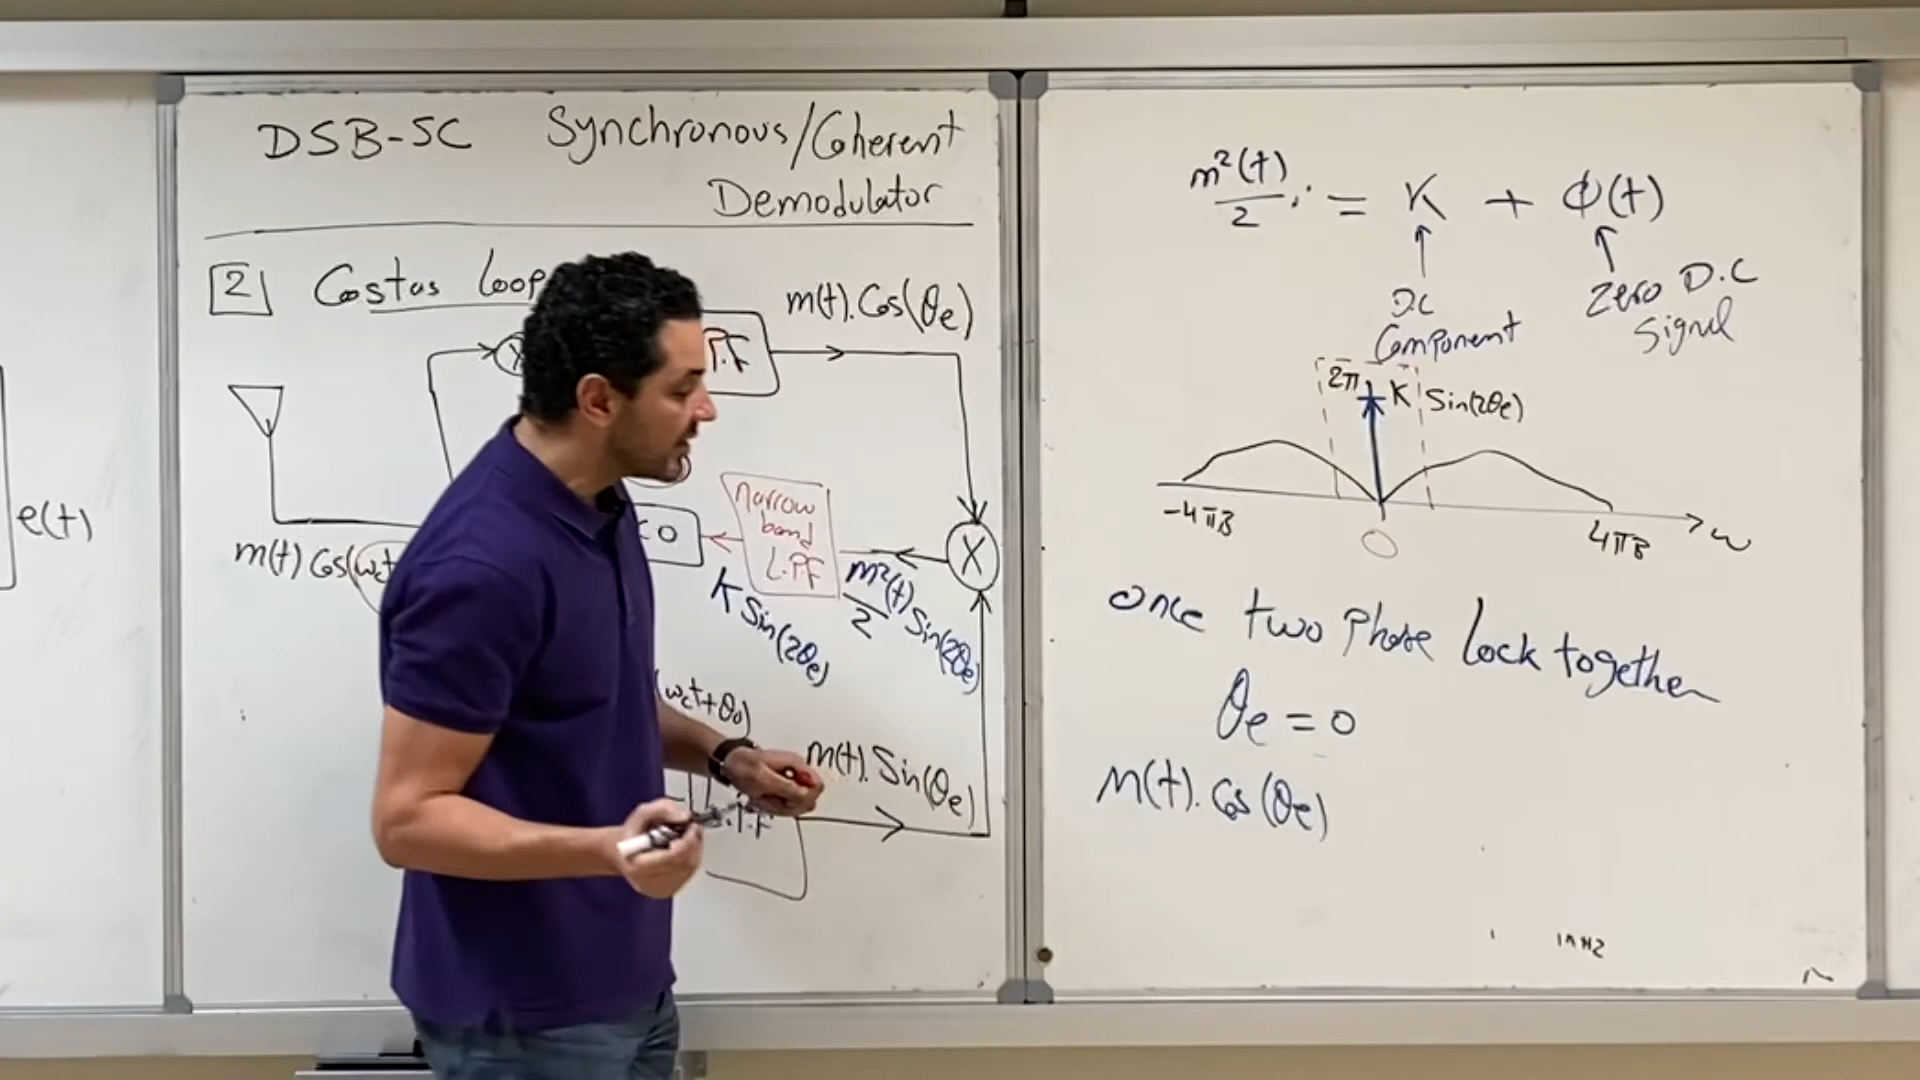 DSB-SC Synchronous/Coherent
Demodulator
2 Costas Loop
m(t).Cos(θe)
P.F
e(t)
m(t) Cos(ωct
narrow
band
L.PF
K Sin(2θe)
m²(t)/2 Sin(2θe)
X
(ωct+θ0)
m(t). Sin(θe)
m²(t)/2 = K + φ(t)
D.C
Component
Zero D.C
Signal
2π K Sin(2θe)
-4πB 0 4πB ω
once two phase lock together
θe = 0
m(t). Cos(θe)